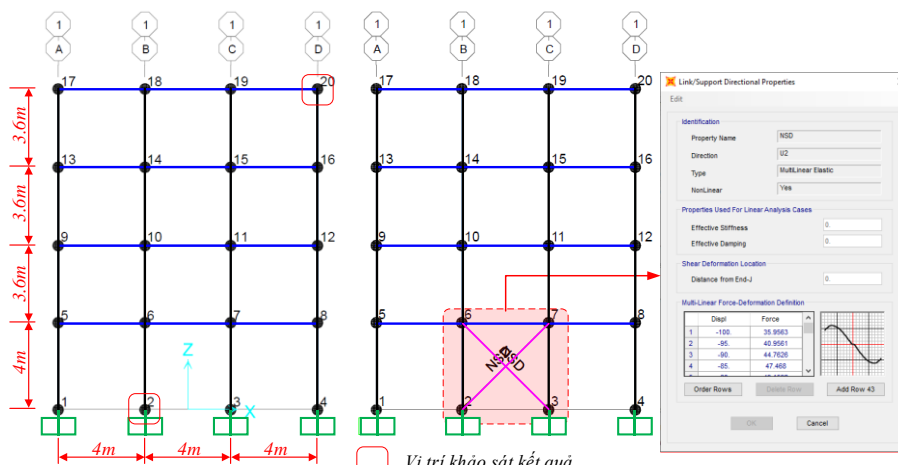 1 1 1 1
A B C D
17 18 19 20
13 14 15 16
9 10 11 12
5 6 7 8
1 2 3 4
3.6m
3.6m
3.6m
4m
Z
X
4m 4m 4m
1 1 1 1
A B C D
17 18 19 20
13 14 15 16
9 10 11 12
5 6 7 8
NSD
1 2 3 4
Vị trí khảo sát kết quả
Link/Support Directional Properties
Edit
Identification
Property Name NSD
Direction U2
Type MultiLinear Elastic
NonLinear Yes
Properties Used For Linear Analysis Cases
Effective Stiffness 0.
Effective Damping 0.
Shear Deformation Location
Distance from End-J 0.
Multi-Linear Force-Deformation Definition
Displ Force
1 -100. 35.9563
2 -95. 40.9561
3 -90. 44.7626
4 -85. 47.468
Order Rows Delete Row Add Row 43
OK Cancel